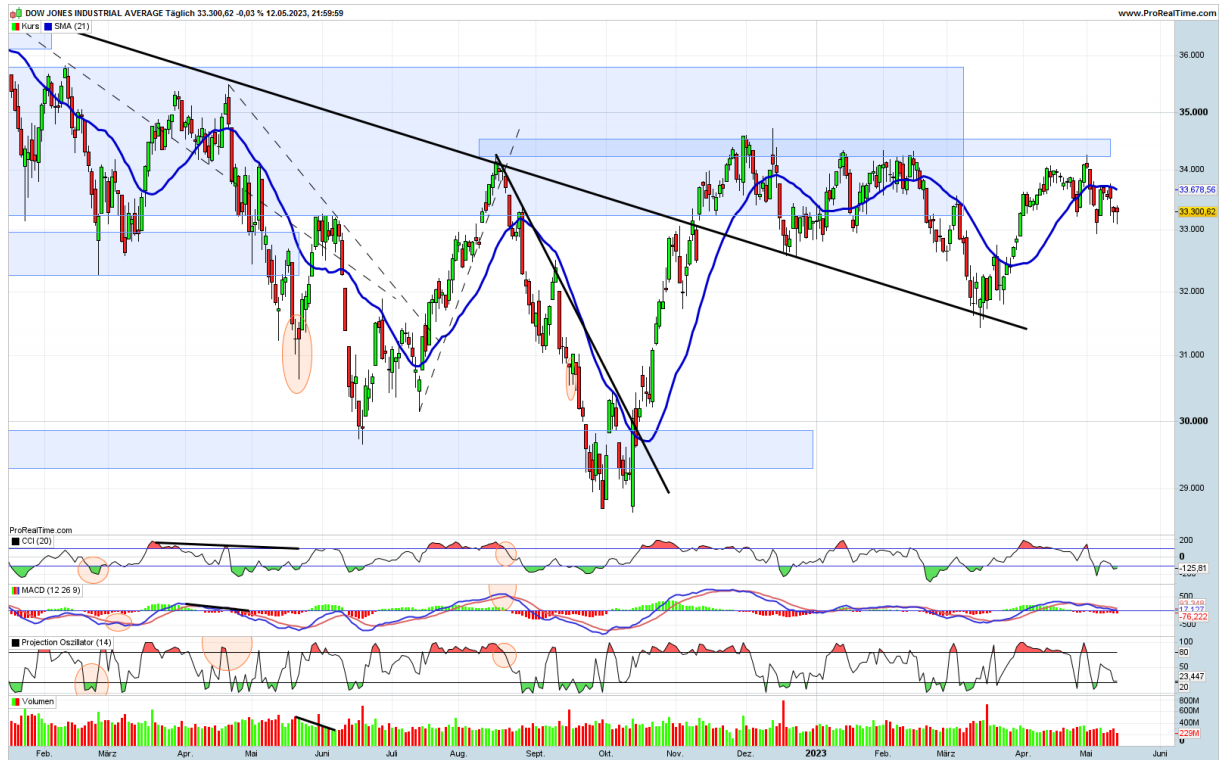 DOW JONES INDUSTRIAL AVERAGE Täglich 33.300,62 -0,03 % 12.05.2023, 21:59:59
www.ProRealTime.com
Kurs SMA (21)
36.000
35.000
34.000
33.678,56
33.300,62
33.000
32.000
31.000
30.000
29.000
ProRealTime.com
CCI (20)
200
0
-125,81
MACD (12 26 9)
500
17,127
-76,222
-500
Projection Oszillator (14)
100
80
50
23,447
20
Volumen
800M
600M
400M
229M
0
Feb. März Apr. Mai Juni Juli Aug. Sept. Okt. Nov. Dez. 2023 Feb. März Apr. Mai Juni